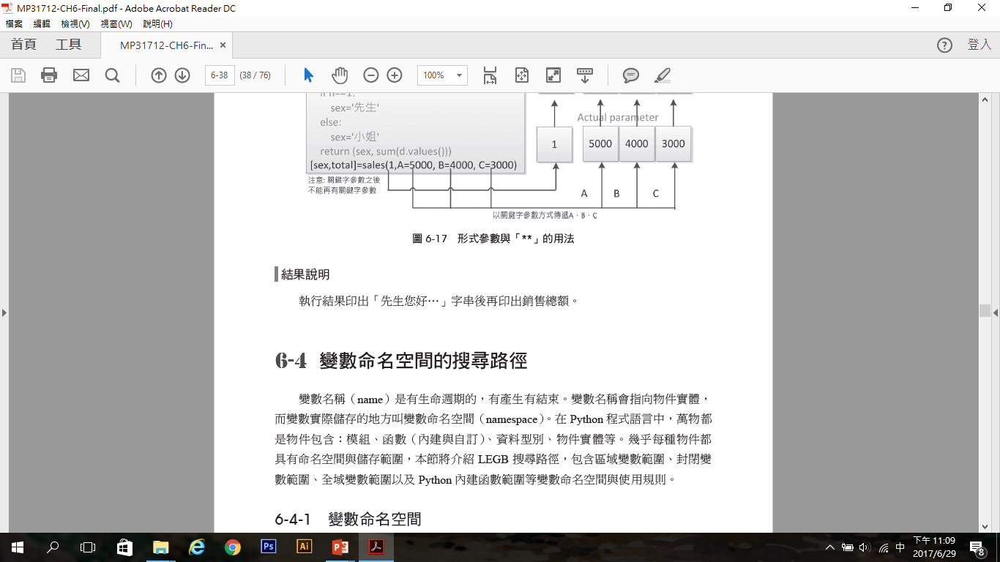 MP31712-CH6-Final.pdf - Adobe Acrobat Reader DC
檔案 編輯 檢視(V) 視窗(W) 說明(H)
首頁 工具 MP31712-CH6-Fin... × 登入
6-38 (38 / 76) 100%
if n==1:
sex='先生'
else:
sex='小姐'
return (sex, sum(d.values()))
[sex,total]=sales(1,A=5000, B=4000, C=3000)
Actual parameter
1 5000 4000 3000
注意: 關鍵字參數之後
不能再有關鍵字參數
A B C
以關鍵字參數方式傳遞A、B、C
圖 6-17 形式參數與「**」的用法
結果說明
執行結果印出「先生您好…」字串後再印出銷售總額。
6-4 變數命名空間的搜尋路徑
變數名稱（name）是有生命週期的，有產生有結束。變數名稱會指向物件實體，
而變數實際儲存的地方叫變數命名空間（namespace）。在 Python 程式語言中，萬物都
是物件包含：模組、函數（內建與自訂）、資料型別、物件實體等。幾乎每種物件都
具有命名空間與儲存範圍，本節將介紹 LEGB 搜尋路徑，包含區域變數範圍、封閉變
數範圍、全域變數範圍以及 Python 內建函數範圍等變數命名空間與使用規則。
6-4-1 變數命名空間
Ps Ai 中 下午 11:09
2017/6/29 8